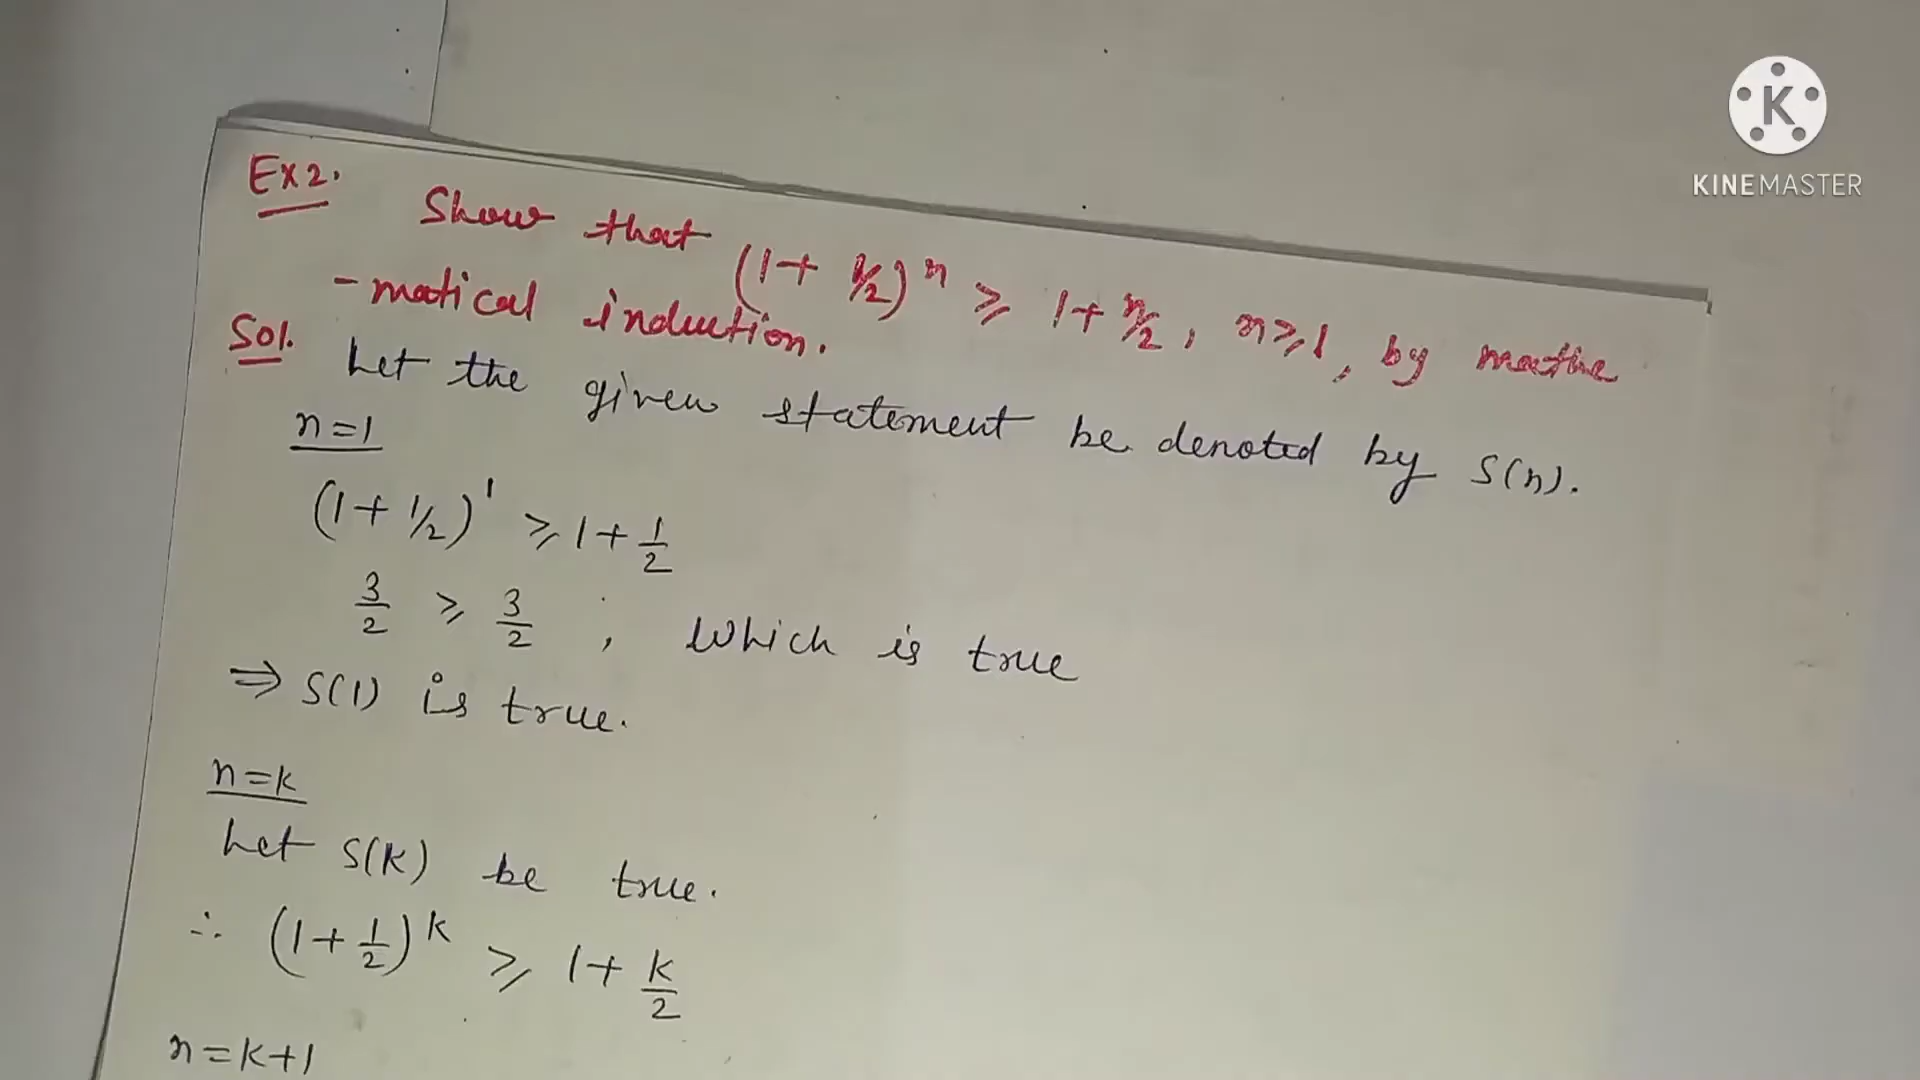 Ex2. Show that (1+ 1/2)^n ≥ 1+ n/2, n≥1, by mathe
-matical induction.
Sol. Let the given statement be denoted by S(n).
n=1
(1+ 1/2)^1 ≥ 1+ 1/2
3/2 ≥ 3/2 , which is true
⇒ S(1) is true.
n=k
Let S(K) be true.
∴ (1+ 1/2)^k ≥ 1+ k/2
n=k+1
K
KINEMASTER